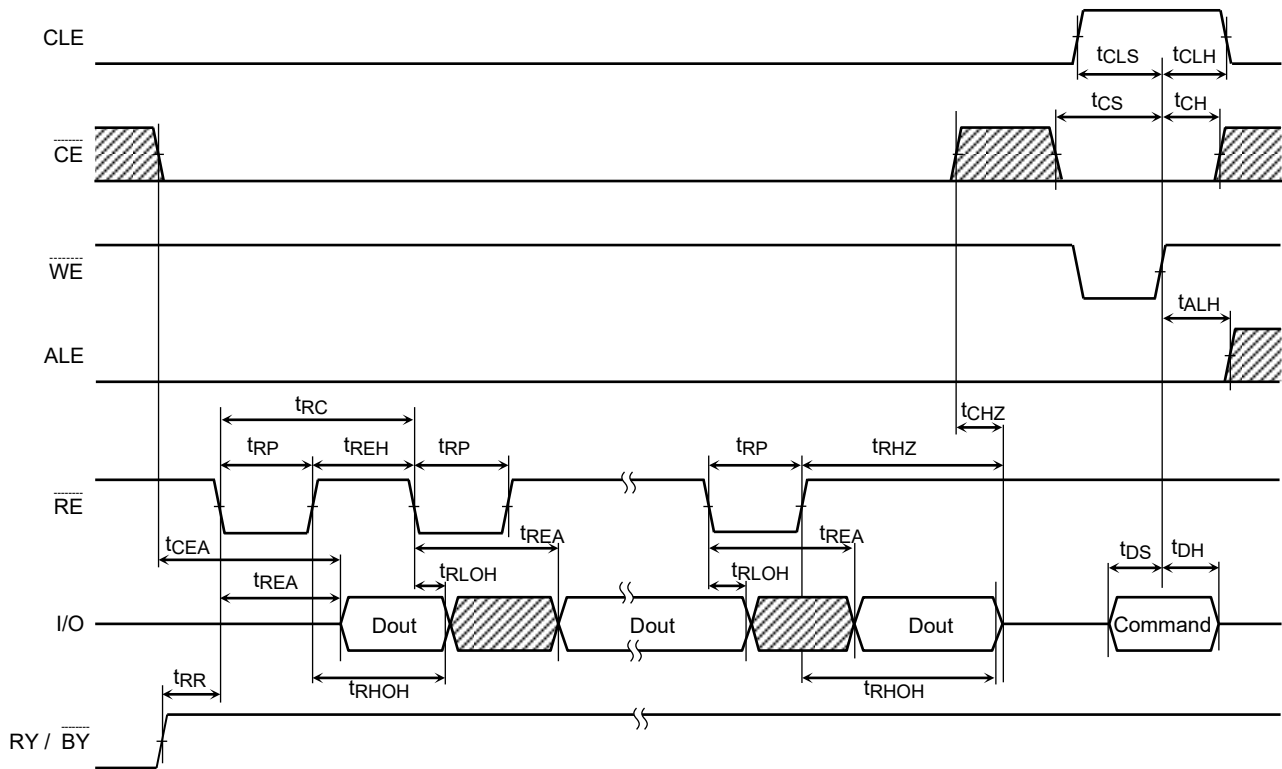 CLE
tCLS tCLH
tCS tCH
CE
WE
tALH
ALE
tRC
tCHZ
tRP tREH tRP tRP tRHZ
RE
tCEA tREA tREA tDS tDH
tREA tRLOH tRLOH
I/O Dout Dout Dout Command
tRR tRHOH tRHOH
RY / BY